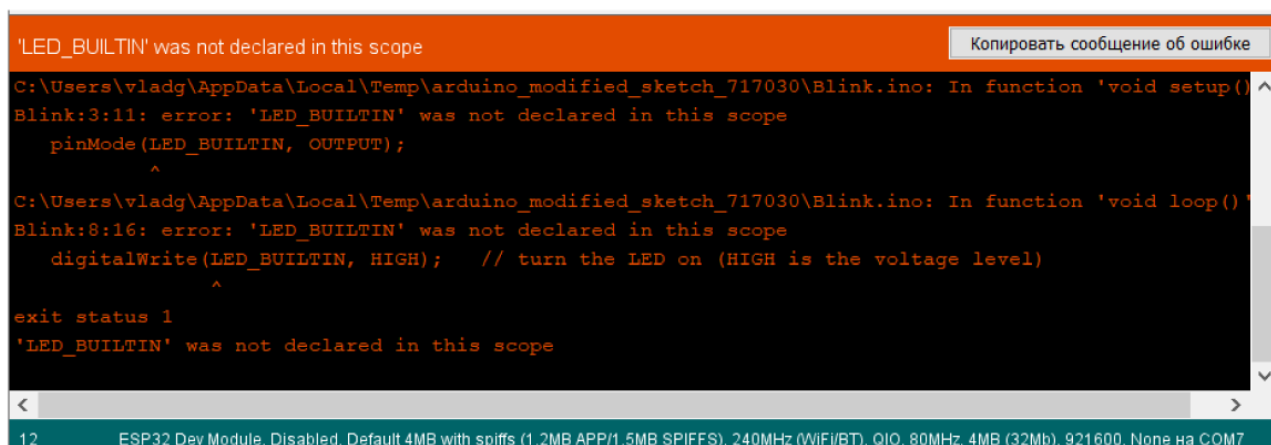 'LED_BUILTIN' was not declared in this scope
Копировать сообщение об ошибке
C:\Users\vladg\AppData\Local\Temp\arduino_modified_sketch_717030\Blink.ino: In function 'void setup()
Blink:3:11: error: 'LED_BUILTIN' was not declared in this scope
pinMode(LED_BUILTIN, OUTPUT);
^
C:\Users\vladg\AppData\Local\Temp\arduino_modified_sketch_717030\Blink.ino: In function 'void loop()'
Blink:8:16: error: 'LED_BUILTIN' was not declared in this scope
digitalWrite(LED_BUILTIN, HIGH);   // turn the LED on (HIGH is the voltage level)
^
exit status 1
'LED_BUILTIN' was not declared in this scope
12 ESP32 Dev Module, Disabled, Default 4MB with spiffs (1.2MB APP/1.5MB SPIFFS), 240MHz (WiFi/BT), QIO, 80MHz, 4MB (32Mb), 921600, None на COM7